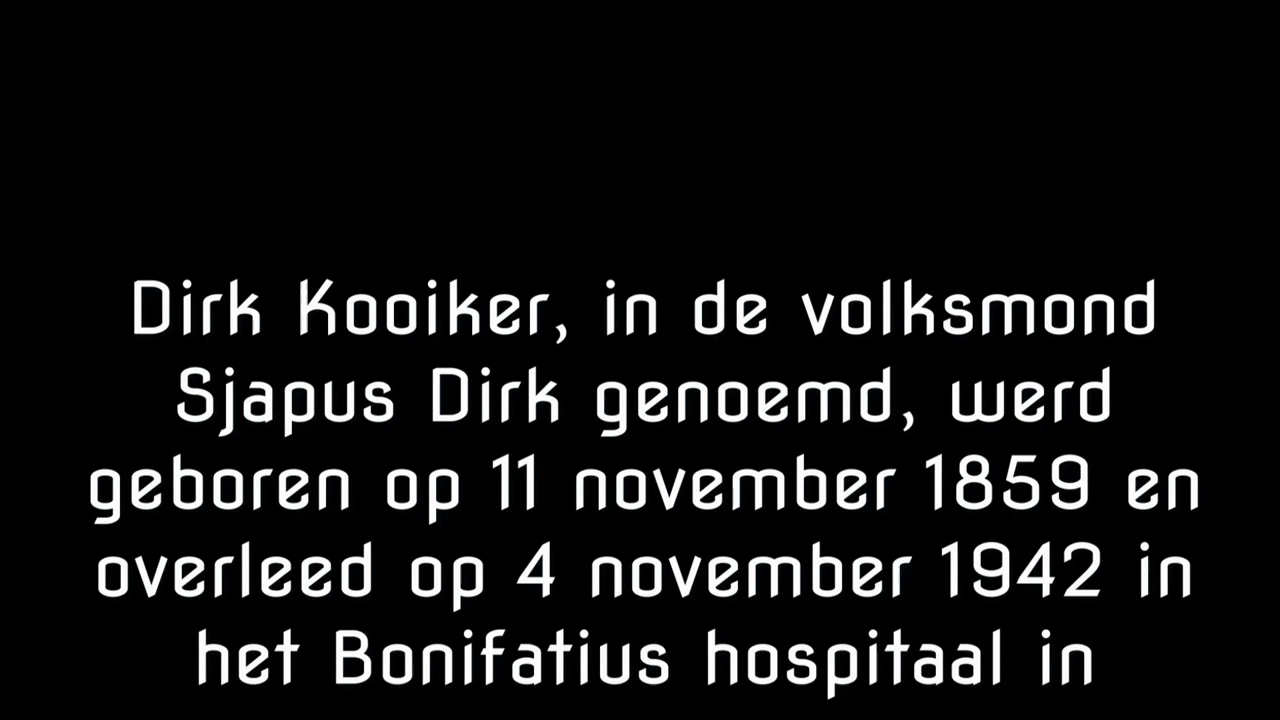 Dirk Kooiker, in de volksmond
Sjapus Dirk genoemd, werd
geboren op 11 november 1859 en
overleed op 4 november 1942 in
het Bonifatius hospitaal in